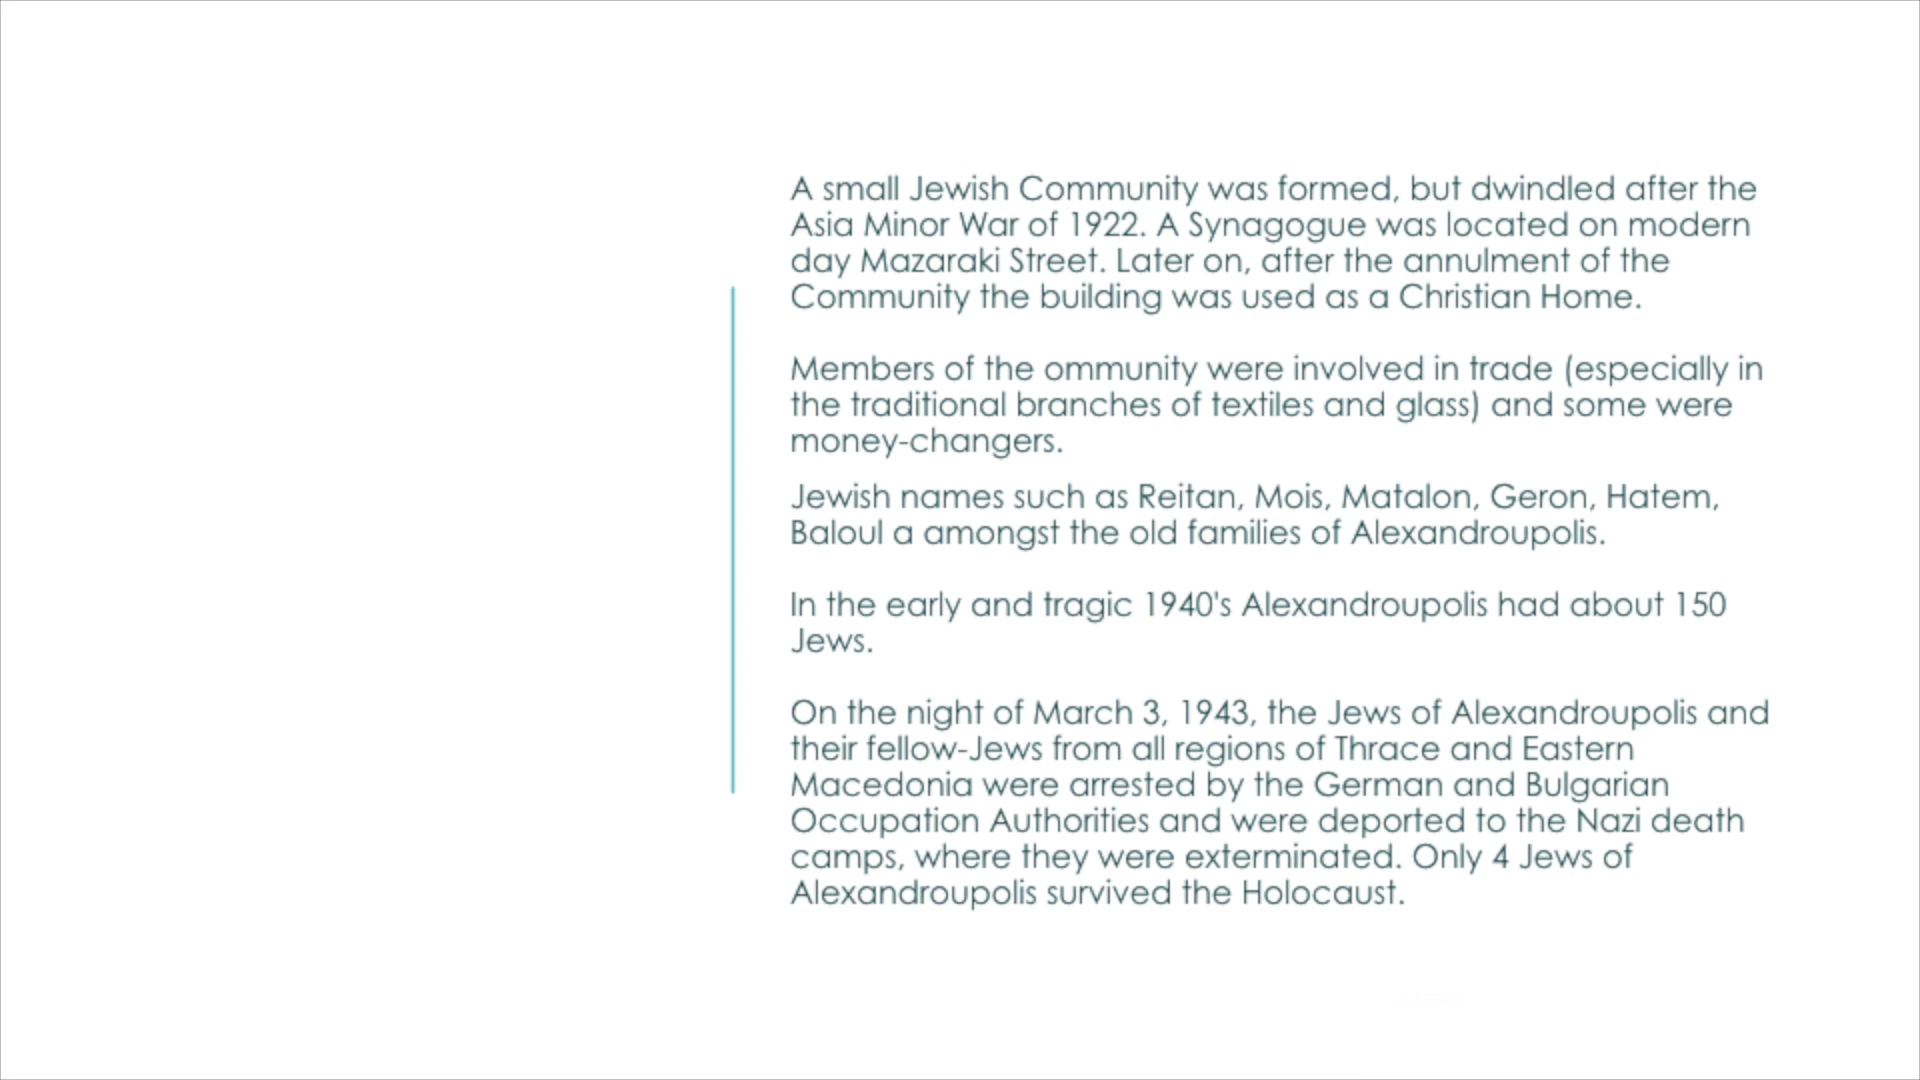 A small Jewish Community was formed, but dwindled after the
Asia Minor War of 1922. A Synagogue was located on modern
day Mazaraki Street. Later on, after the annulment of the
Community the building was used as a Christian Home.
Members of the ommunity were involved in trade (especially in
the traditional branches of textiles and glass) and some were
money-changers.
Jewish names such as Reitan, Mois, Matalon, Geron, Hatem,
Baloul a amongst the old families of Alexandroupolis.
In the early and tragic 1940's Alexandroupolis had about 150
Jews.
On the night of March 3, 1943, the Jews of Alexandroupolis and
their fellow-Jews from all regions of Thrace and Eastern
Macedonia were arrested by the German and Bulgarian
Occupation Authorities and were deported to the Nazi death
camps, where they were exterminated. Only 4 Jews of
Alexandroupolis survived the Holocaust.